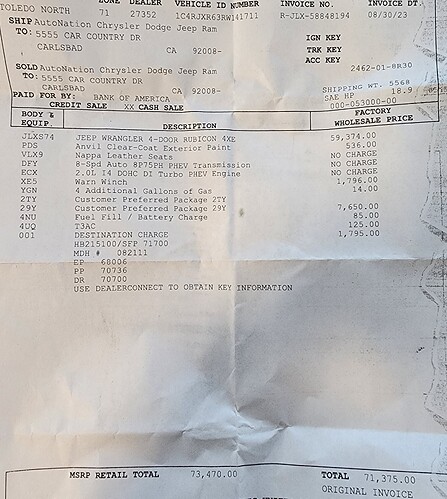 TOLEDO NORTH ZONE DEALER VEHICLE ID NUMBER INVOICE NO. INVOICE DT.
71 27352 1C4RJXR63RW141711 R-JLX-58848194 08/30/23
SHIP AutoNation Chrysler Dodge Jeep Ram
TO: 5555 CAR COUNTRY DR IGN KEY
TRK KEY
CARLSBAD CA 92008- ACC KEY
2462-01-8R30
SOLD AutoNation Chrysler Dodge Jeep Ram
TO: 5555 CAR COUNTRY DR
CARLSBAD CA 92008- SHIPPING WT. 5568
PAID FOR BY: BANK OF AMERICA SAE HP 18.9
CREDIT SALE XX CASH SALE 000-053000-00
BODY & EQUIP. DESCRIPTION FACTORY WHOLESALE PRICE
JLXS74 JEEP WRANGLER 4-DOOR RUBICON 4XE 59,374.00
PDS Anvil Clear-Coat Exterior Paint 536.00
VLX9 Nappa Leather Seats NO CHARGE
DFY 8-Spd Auto 8P75PH PHEV Transmission NO CHARGE
ECX 2.0L I4 DOHC DI Turbo PHEV Engine NO CHARGE
XE5 Warn Winch 1,796.00
YGN 4 Additional Gallons of Gas 14.00
2TY Customer Preferred Package 2TY
29Y Customer Preferred Package 29Y 7,650.00
4NU Fuel Fill / Battery Charge 85.00
4UQ T3AC 125.00
001 DESTINATION CHARGE 1,795.00
HB215100/SFP 71700
MDH # 082111
EP 68006
PP 70736
DR 70700
USE DEALERCONNECT TO OBTAIN KEY INFORMATION
MSRP RETAIL TOTAL 73,470.00 TOTAL 71,375.00
ORIGINAL INVOICE